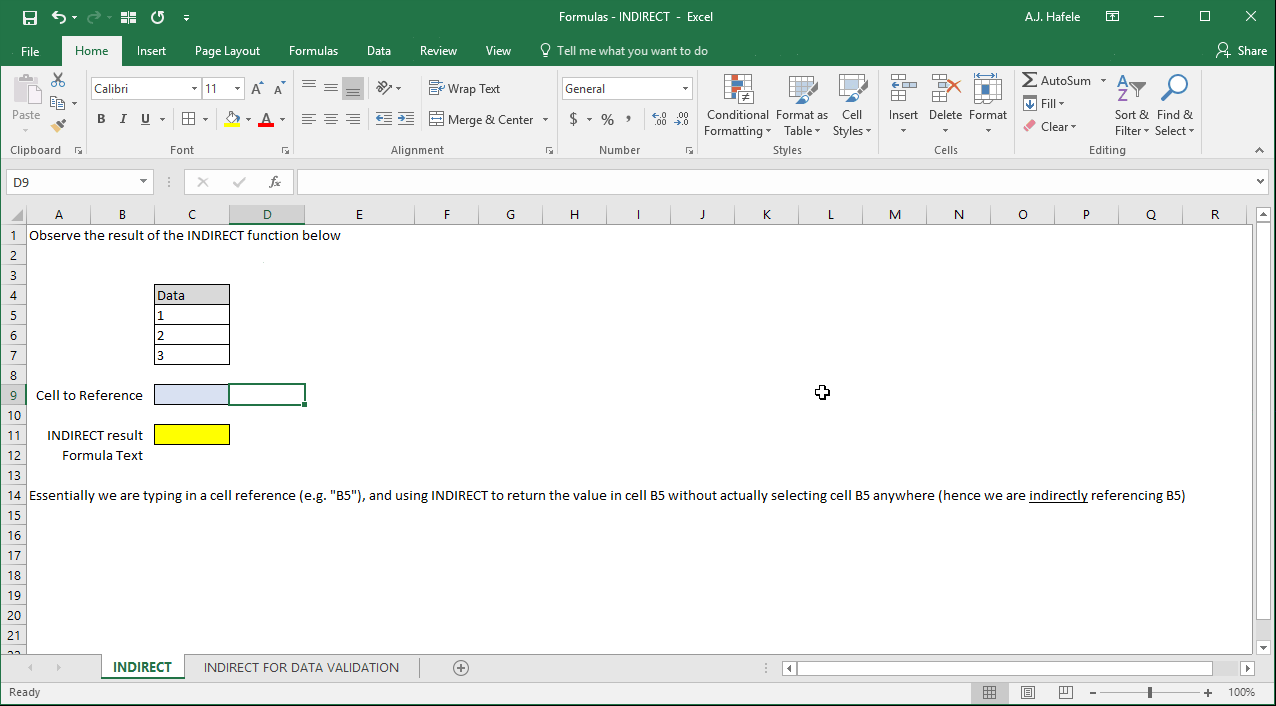 Formulas - INDIRECT - Excel
A.J. Hafele
File Home Insert Page Layout Formulas Data Review View Tell me what you want to do Share
Paste
Clipboard
Calibri 11
B I U A
Font
Wrap Text
Merge & Center
Alignment
General
$ % ,
Number
Conditional Formatting
Format as Table
Cell Styles
Styles
Insert Delete Format
Cells
AutoSum
Fill
Clear
Sort & Filter
Find & Select
Editing
D9 fx
A B C D E F G H I J K L M N O P Q R
1 Observe the result of the INDIRECT function below
2
3
4 Data
5 1
6 2
7 3
8
9 Cell to Reference
10
11 INDIRECT result
12 Formula Text
13
14 Essentially we are typing in a cell reference (e.g. "B5"), and using INDIRECT to return the value in cell B5 without actually selecting cell B5 anywhere (hence we are indirectly referencing B5)
15
16
17
18
19
20
21
22
INDIRECT INDIRECT FOR DATA VALIDATION
Ready 100%